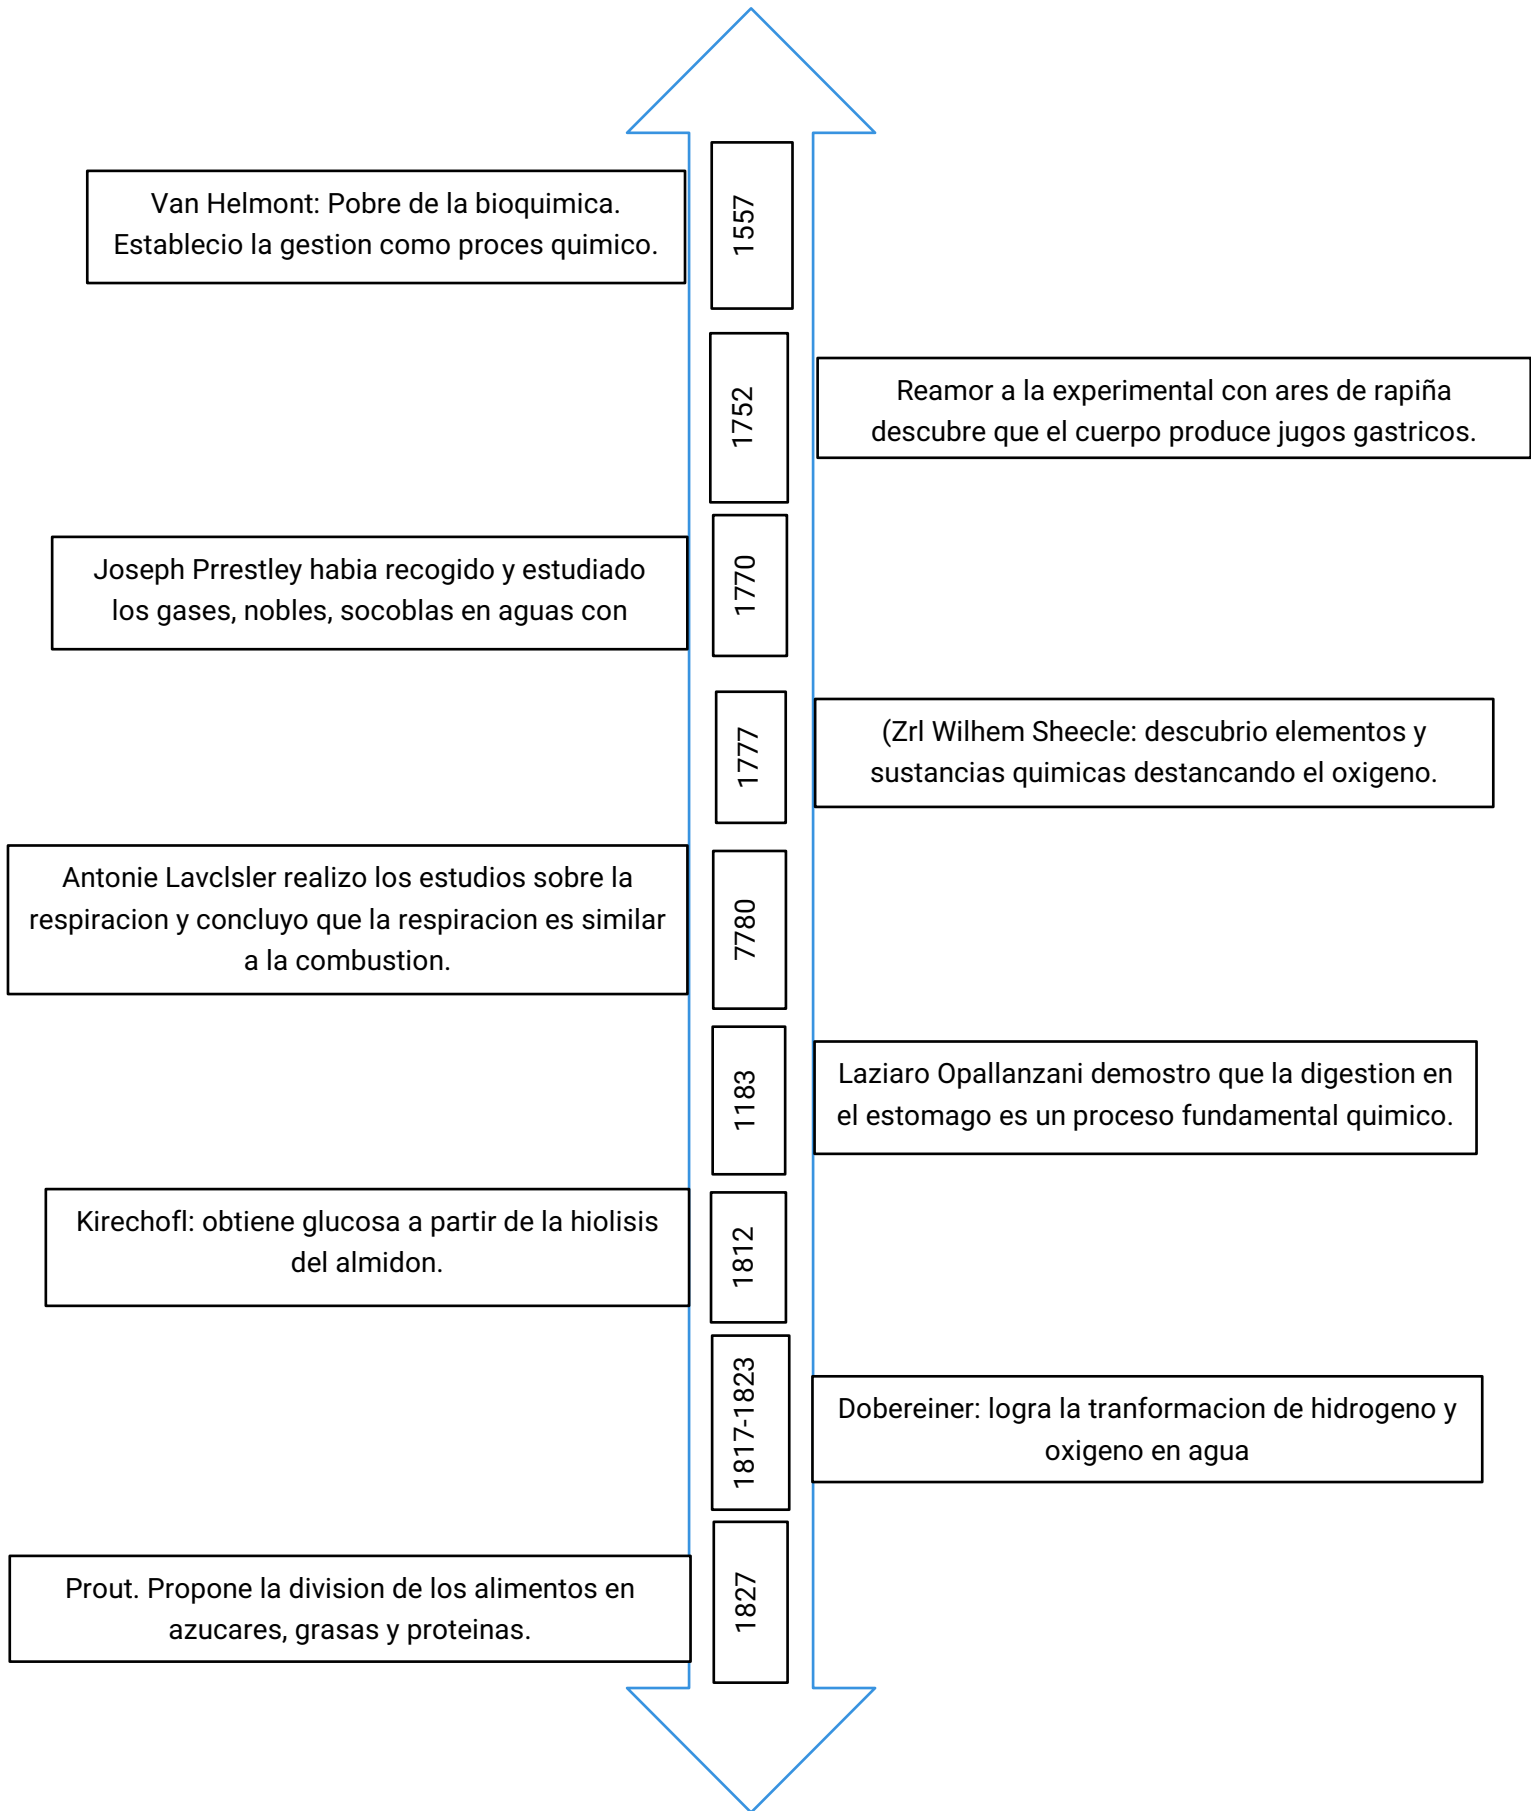 Van Helmont: Pobre de la bioquimica.
Establecio la gestion como proces quimico.
1557
1752
Reamor a la experimental con ares de rapiña
descubre que el cuerpo produce jugos gastricos.
Joseph Prrestley habia recogido y estudiado
los gases, nobles, socoblas en aguas con
1770
1777
(Zrl Wilhem Sheecle: descubrio elementos y
sustancias quimicas destancando el oxigeno.
Antonie Lavclsler realizo los estudios sobre la
respiracion y concluyo que la respiracion es similar
a la combustion.
7780
1183
Laziaro Opallanzani demostro que la digestion en
el estomago es un proceso fundamental quimico.
Kirechofl: obtiene glucosa a partir de la hiolisis
del almidon.
1812
1817-1823
Dobereiner: logra la tranformacion de hidrogeno y
oxigeno en agua
Prout. Propone la division de los alimentos en
azucares, grasas y proteinas.
1827